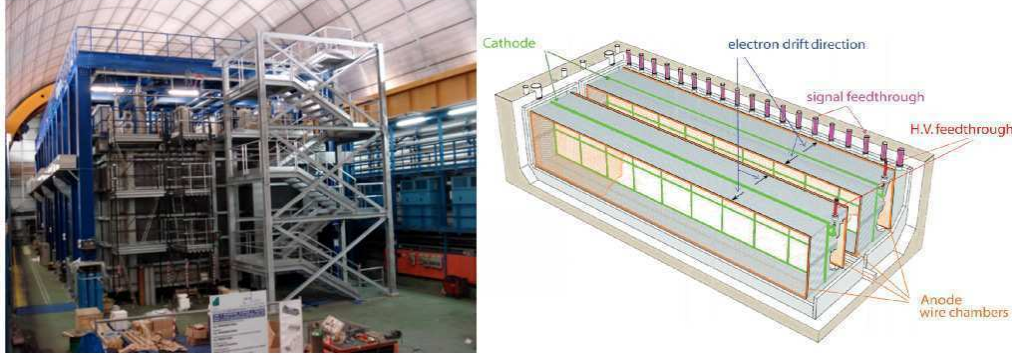 Cathode
electron drift direction
signal feedthrough
H.V. feedthrough
Anode
wire chambers